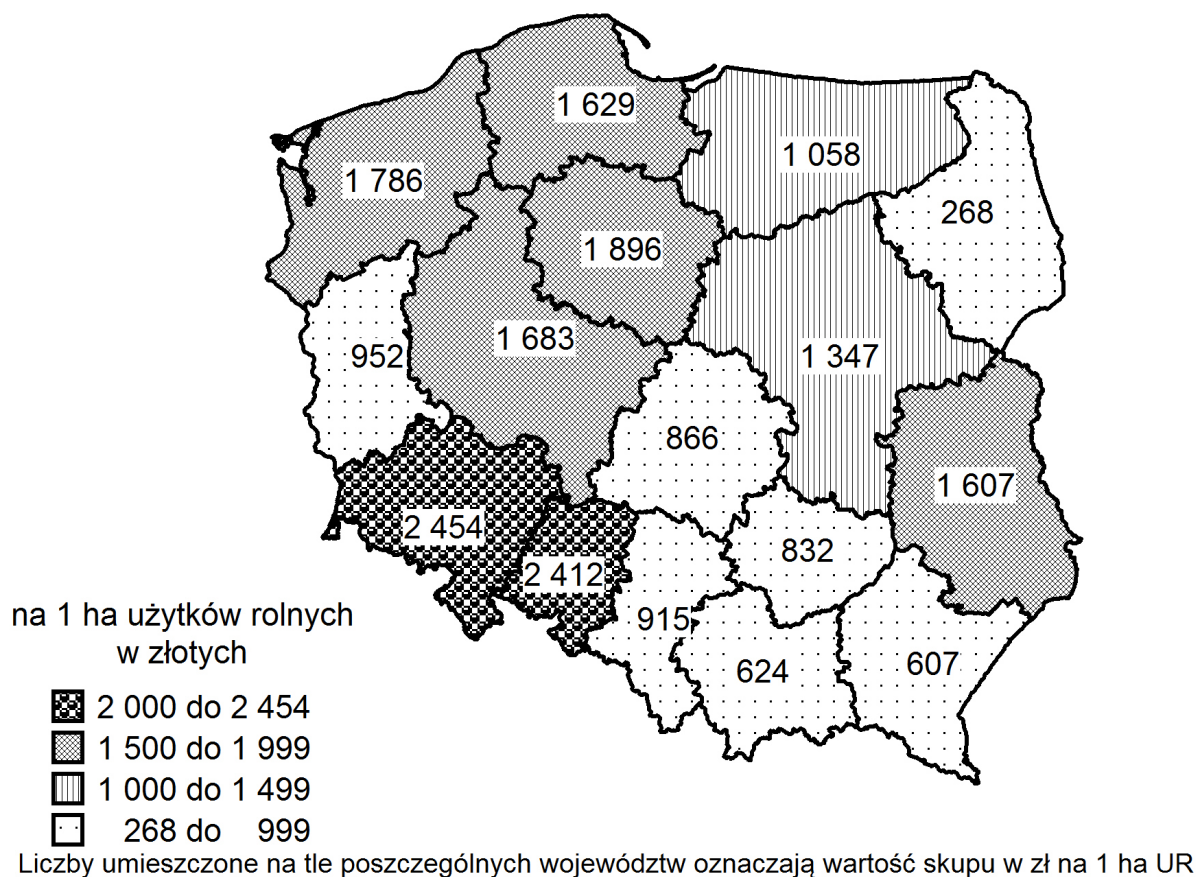 1 629
1 058
1 786
268
1 896
1 683
952
1 347
866
1 607
2 454
832
2 412
915
624
607
na 1 ha użytków rolnych
w złotych
2 000 do 2 454
1 500 do 1 999
1 000 do 1 499
268 do 999
Liczby umieszczone na tle poszczególnych województw oznaczają wartość skupu w zł na 1 ha UR